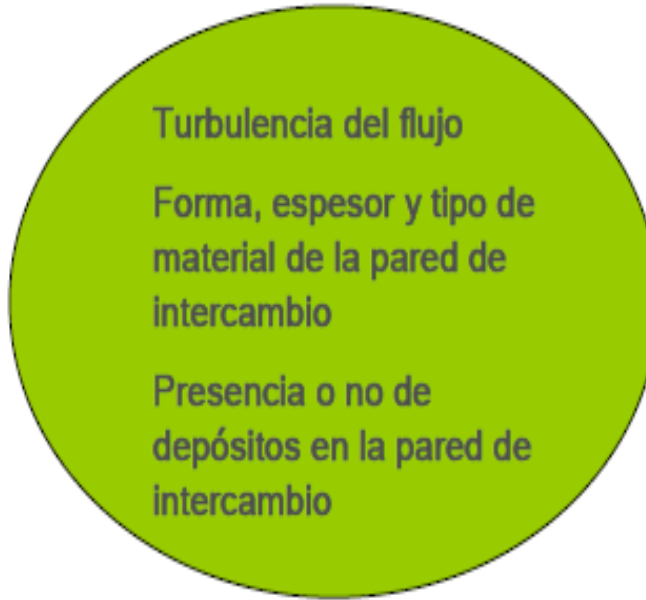 Turbulencia del flujo
Forma, espesor y tipo de
material de la pared de
intercambio
Presencia o no de
depósitos en la pared de
intercambio